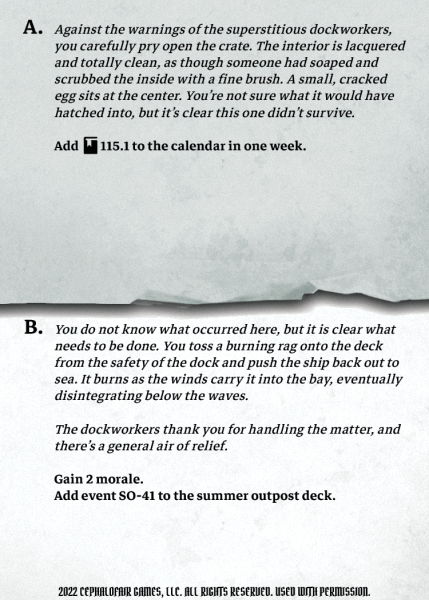 A. Against the warnings of the superstitious dockworkers,
you carefully pry open the crate. The interior is lacquered
and totally clean, as though someone had soaped and
scrubbed the inside with a fine brush. A small, cracked
egg sits at the center. You're not sure what it would have
hatched into, but it's clear this one didn't survive.
Add 115.1 to the calendar in one week.
B. You do not know what occurred here, but it is clear what
needs to be done. You toss a burning rag onto the deck
from the safety of the dock and push the ship back out to
sea. It burns as the winds carry it into the bay, eventually
disintegrating below the waves.
The dockworkers thank you for handling the matter, and
there's a general air of relief.
Gain 2 morale.
Add event SO-41 to the summer outpost deck.
2022 CEPHALOFAIR GAMES, LLC. ALL RIGHTS RESERVED. USED WITH PERMISSION.